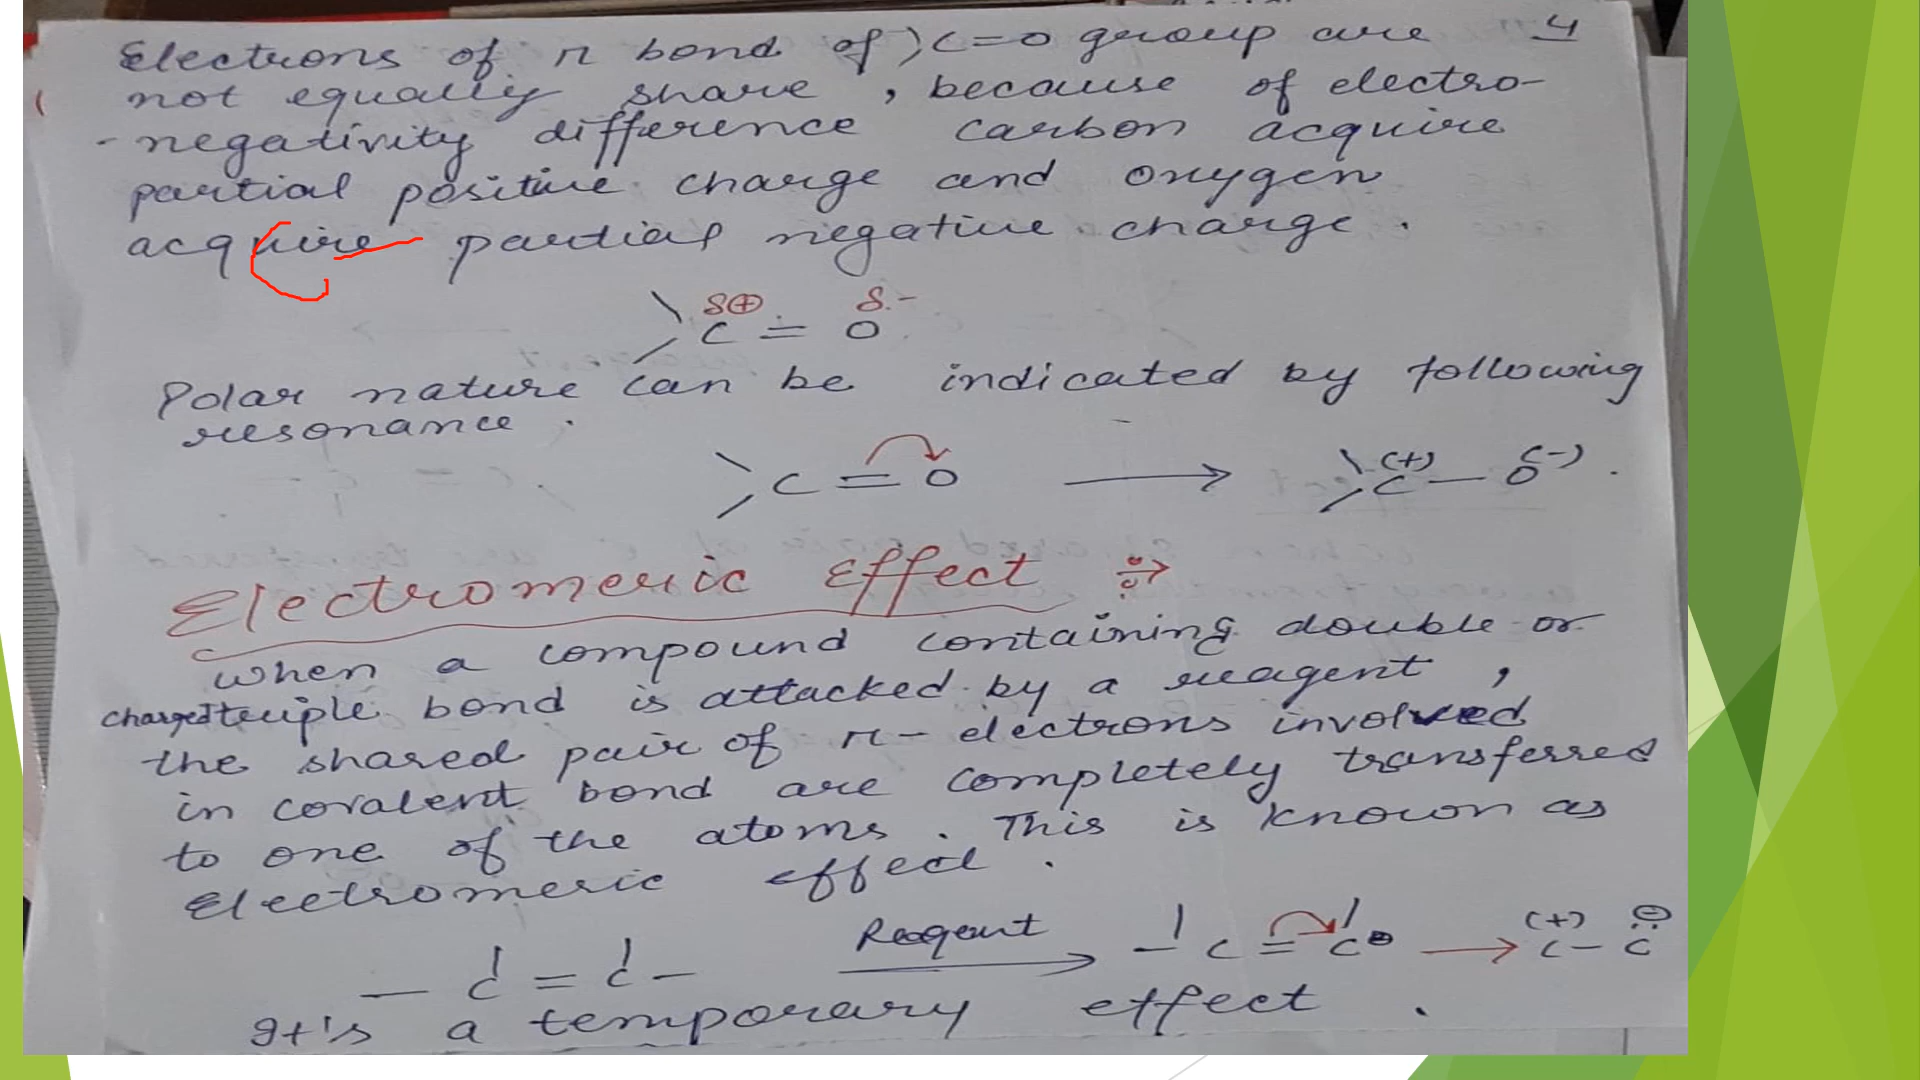 Electrons of π bond of >C=O group are 4
not equally share , because of electro-
-negativity difference carbon acquire
partial positive charge and oxygen
acquire partial negative charge .
δ⊕ δ-
C = O
Polar nature can be indicated by following
resonance .
C = O ⟶ (+)C — O(-) .
Electromeric Effect :->
When a compound containing double or
charged triple bond is attacked by a reagent ,
the shared pair of π- electrons involved
in covalent bond are completely transferred
to one of the atoms . This is known as
Electromeric effect .
— C = C — Reagent ⟶ — C = C ⟶ (+)C — C⊖
It's a temporary effect .